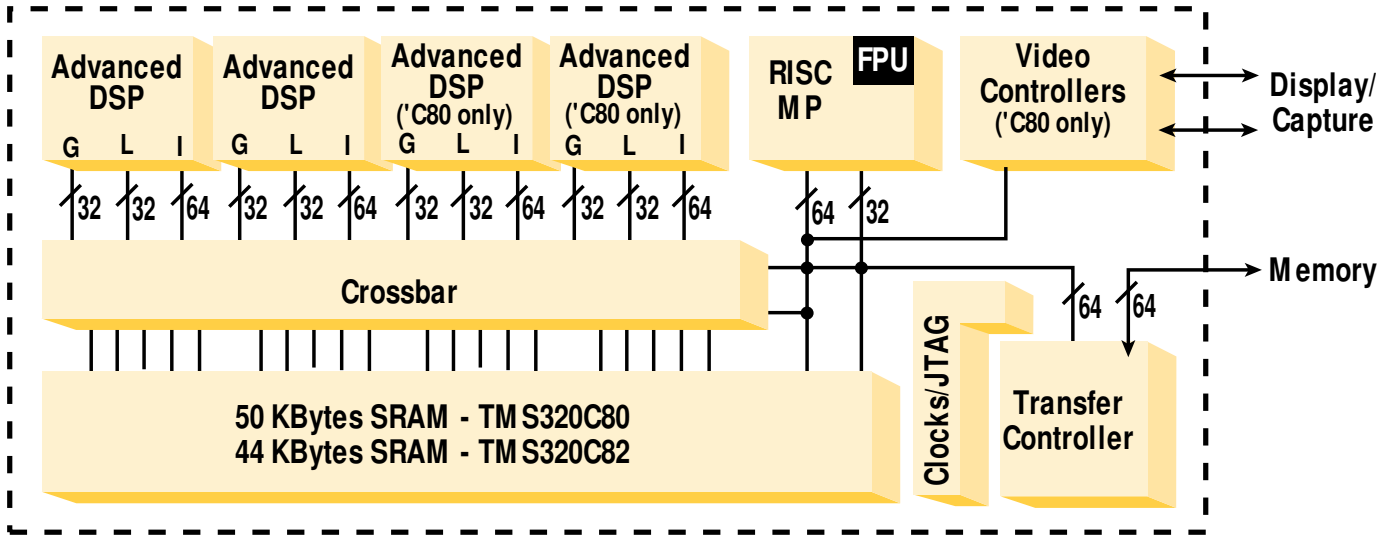 Advanced
DSP
G L I
Advanced
DSP
G L I
Advanced
DSP
('C80 only)
G L I
Advanced
DSP
('C80 only)
G L I
RISC
MP
FPU
Video
Controllers
('C80 only)
Display/
Capture
32 32 64 32 32 64 32 32 64 32 32 64 64 32
Crossbar
Memory
64 64
50 KBytes SRAM - TMS320C80
44 KBytes SRAM - TMS320C82
Clocks/JTAG
Transfer
Controller